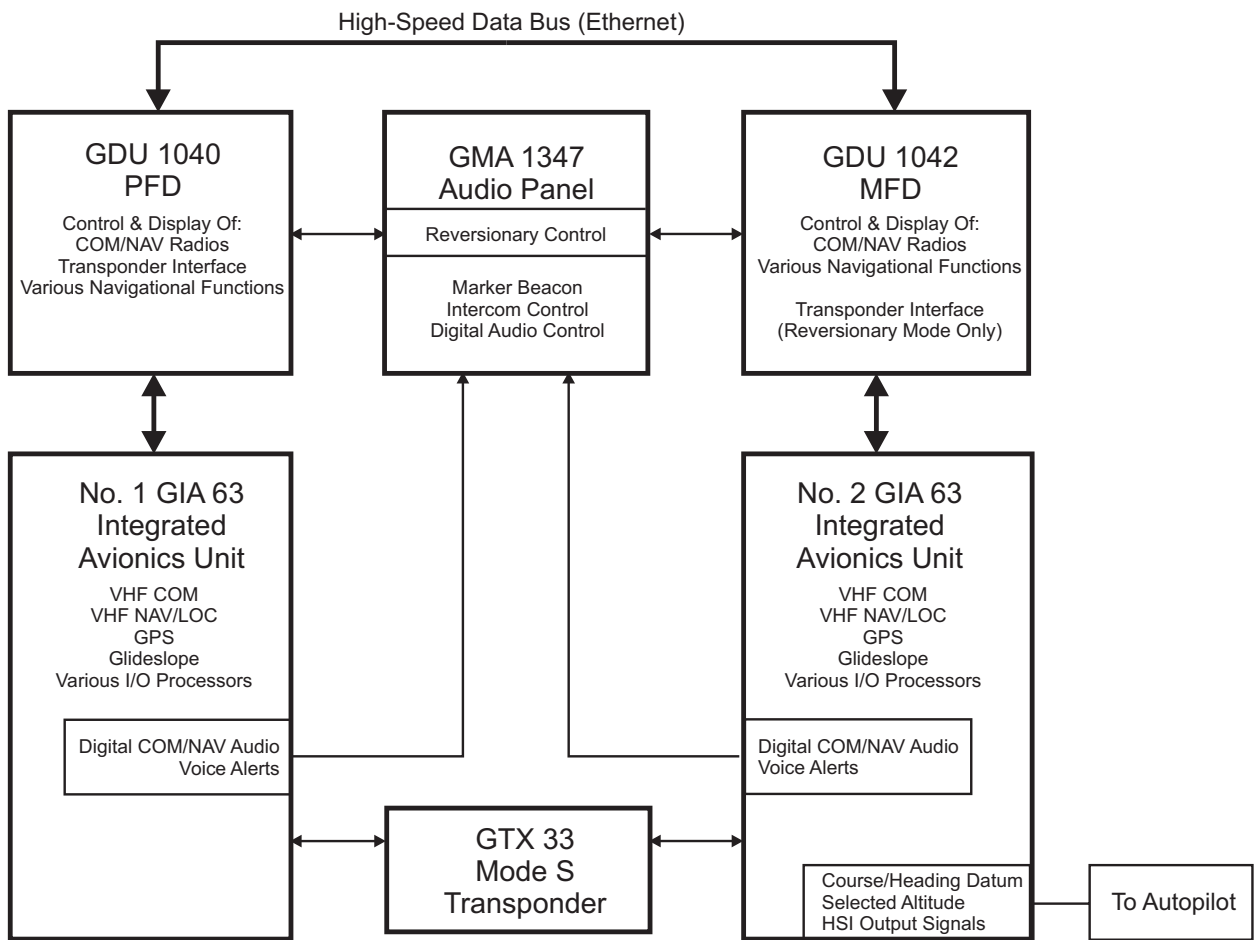 High-Speed Data Bus (Ethernet)
GDU 1040
PFD
Control & Display Of:
COM/NAV Radios
Transponder Interface
Various Navigational Functions
GMA 1347
Audio Panel
Reversionary Control
Marker Beacon
Intercom Control
Digital Audio Control
GDU 1042
MFD
Control & Display Of:
COM/NAV Radios
Various Navigational Functions
Transponder Interface
(Reversionary Mode Only)
No. 1 GIA 63
Integrated
Avionics Unit
VHF COM
VHF NAV/LOC
GPS
Glideslope
Various I/O Processors
Digital COM/NAV Audio
Voice Alerts
No. 2 GIA 63
Integrated
Avionics Unit
VHF COM
VHF NAV/LOC
GPS
Glideslope
Various I/O Processors
Digital COM/NAV Audio
Voice Alerts
GTX 33
Mode S
Transponder
Course/Heading Datum
Selected Altitude
HSI Output Signals
To Autopilot